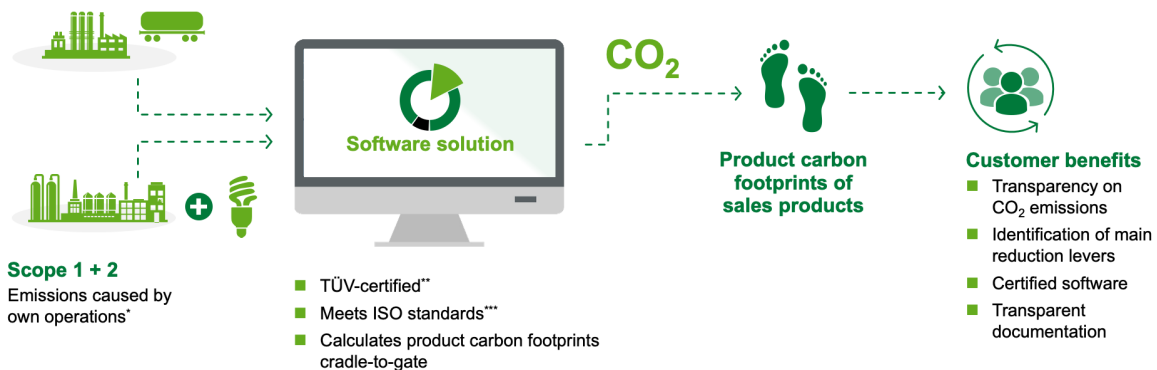 Scope 1 + 2
Emissions caused by
own operations*
Software solution
TÜV-certified**
Meets ISO standards***
Calculates product carbon footprints
cradle-to-gate
CO₂
Product carbon
footprints of
sales products
Customer benefits
Transparency on
CO₂ emissions
Identification of main
reduction levers
Certified software
Transparent
documentation